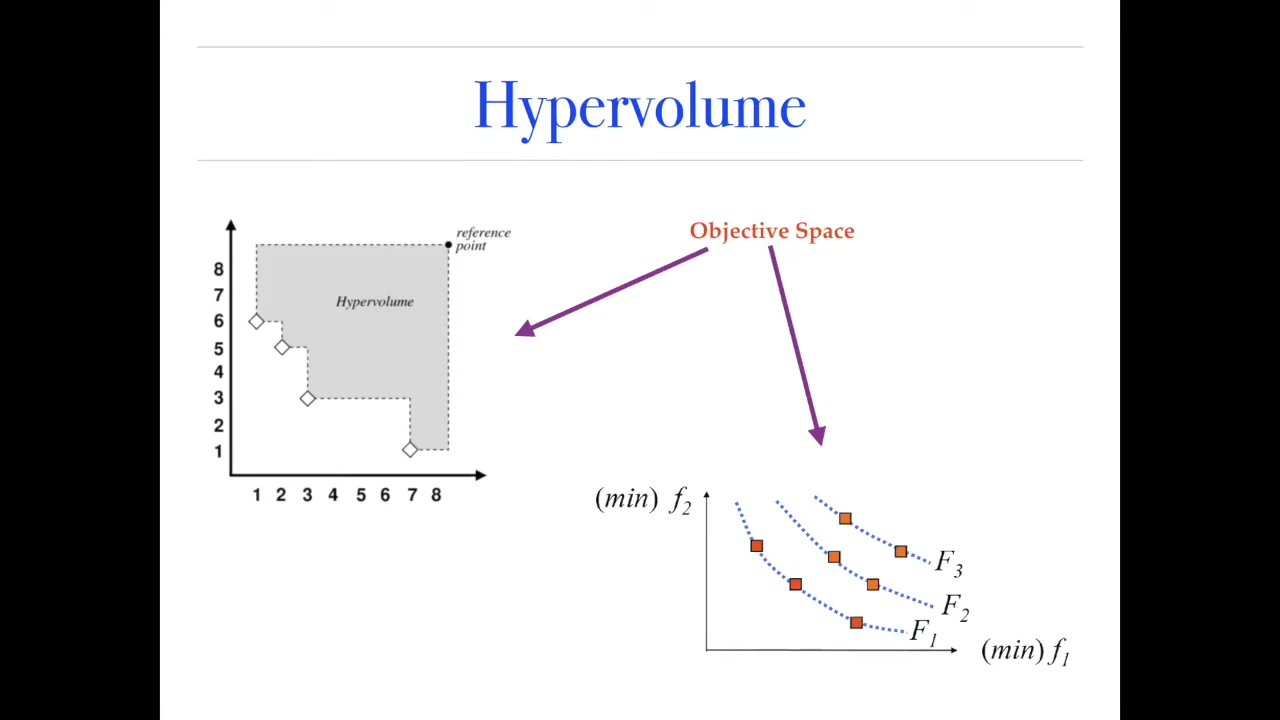 Hypervolume
Objective Space
reference
point
Hypervolume
8
7
6
5
4
3
2
1
1 2 3 4 5 6 7 8
(min) f2
F3
F2
F1
(min) f1